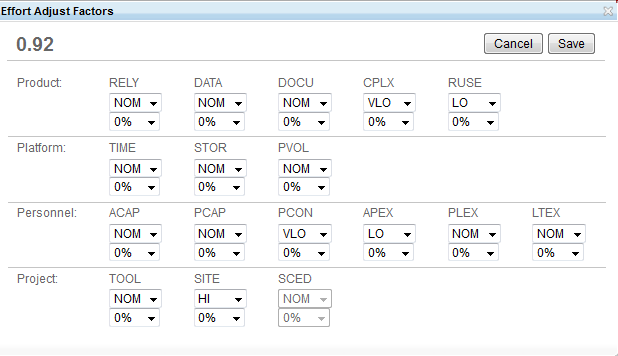 Effort Adjust Factors
0.92 Cancel Save
Product: RELY DATA DOCU CPLX RUSE
NOM NOM NOM VLO LO
0% 0% 0% 0% 0%
Platform: TIME STOR PVOL
NOM NOM NOM
0% 0% 0%
Personnel: ACAP PCAP PCON APEX PLEX LTEX
NOM NOM VLO LO NOM NOM
0% 0% 0% 0% 0% 0%
Project: TOOL SITE SCED
NOM HI NOM
0% 0% 0%